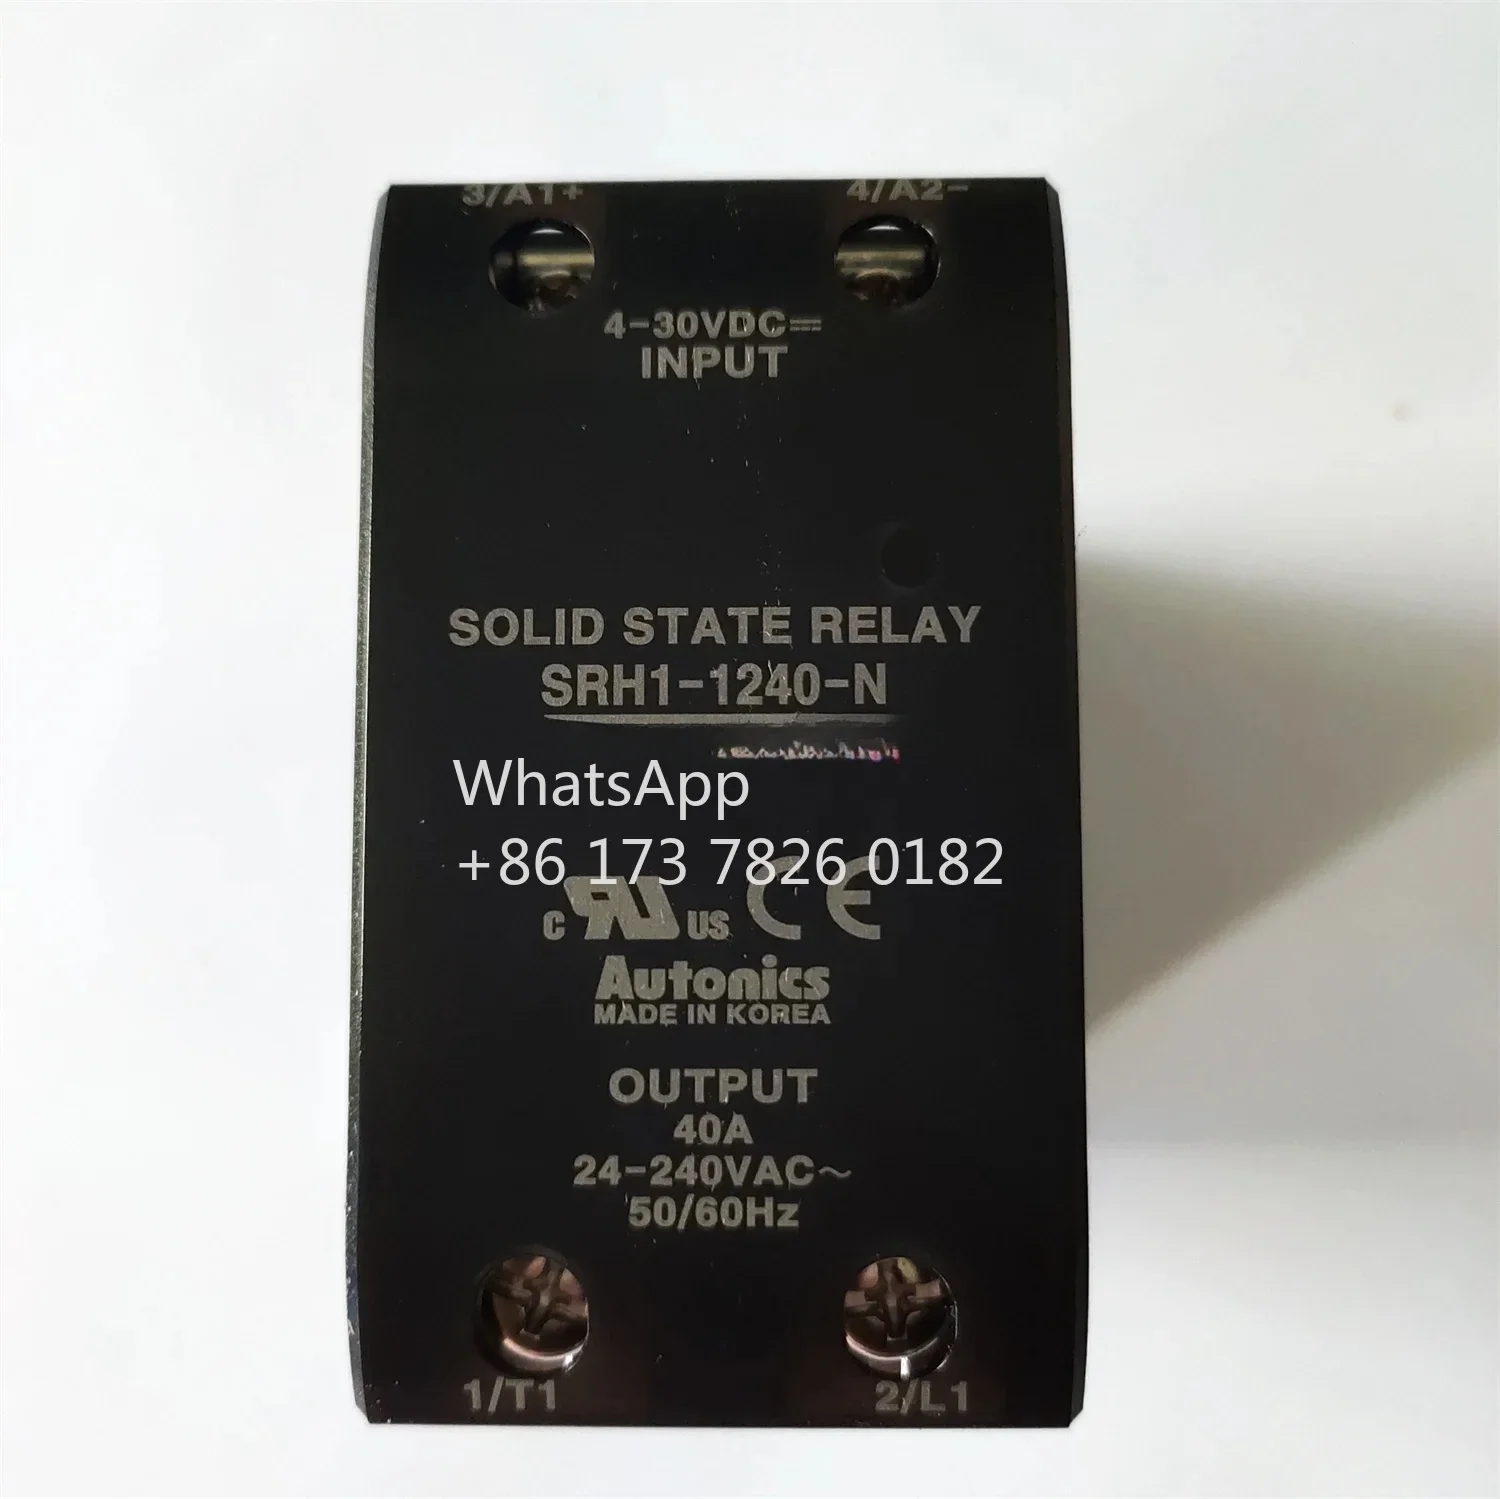 3/A1+ 4/A2-
4-30VDC⎓
INPUT
SOLID STATE RELAY
SRH1-1240-N
WhatsApp
+86 173 7826 0182
c RU US CE
Autonics
MADE IN KOREA
OUTPUT
40A
24-240VAC~
50/60Hz
1/T1 2/L1